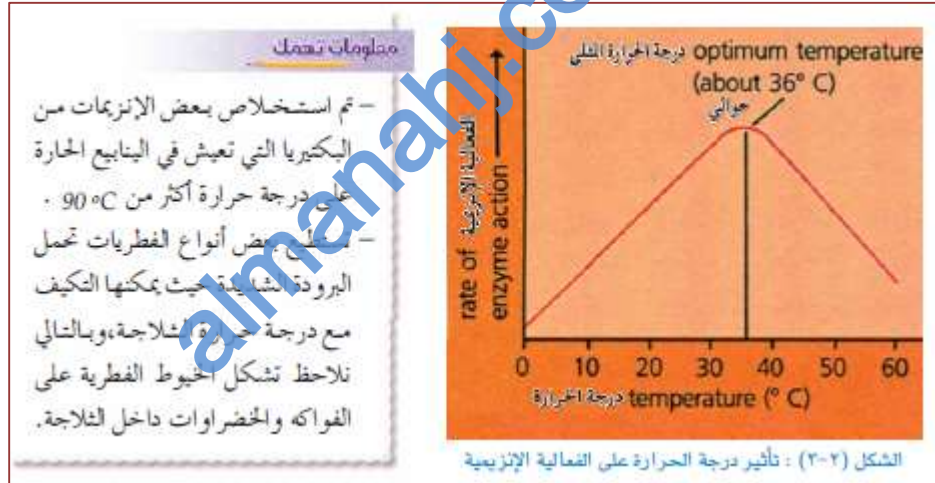 معلومات تهمك
– تم استخلاص بعض الإنزيمات من
البكتيريا التي تعيش في الينابيع الحارة
على درجة حرارة أكثر من 90 °C .
– تستطيع بعض أنواع الفطريات تحمل
البرودة الشديدة حيث يمكنها التكيف
مع درجة حرارة الثلاجة، وبالتالي
نلاحظ تشكل الخيوط الفطرية على
الفواكه والخضراوات داخل الثلاجة.
درجة الحرارة المثلى optimum temperature
(about 36° C)
حوالي
الفعالية الإنزيمية
rate of
enzyme action
0 10 20 30 40 50 60
درجة الحرارة temperature (° C)
الشكل (٢-٣) : تأثير درجة الحرارة على الفعالية الإنزيمية
almanahj.co